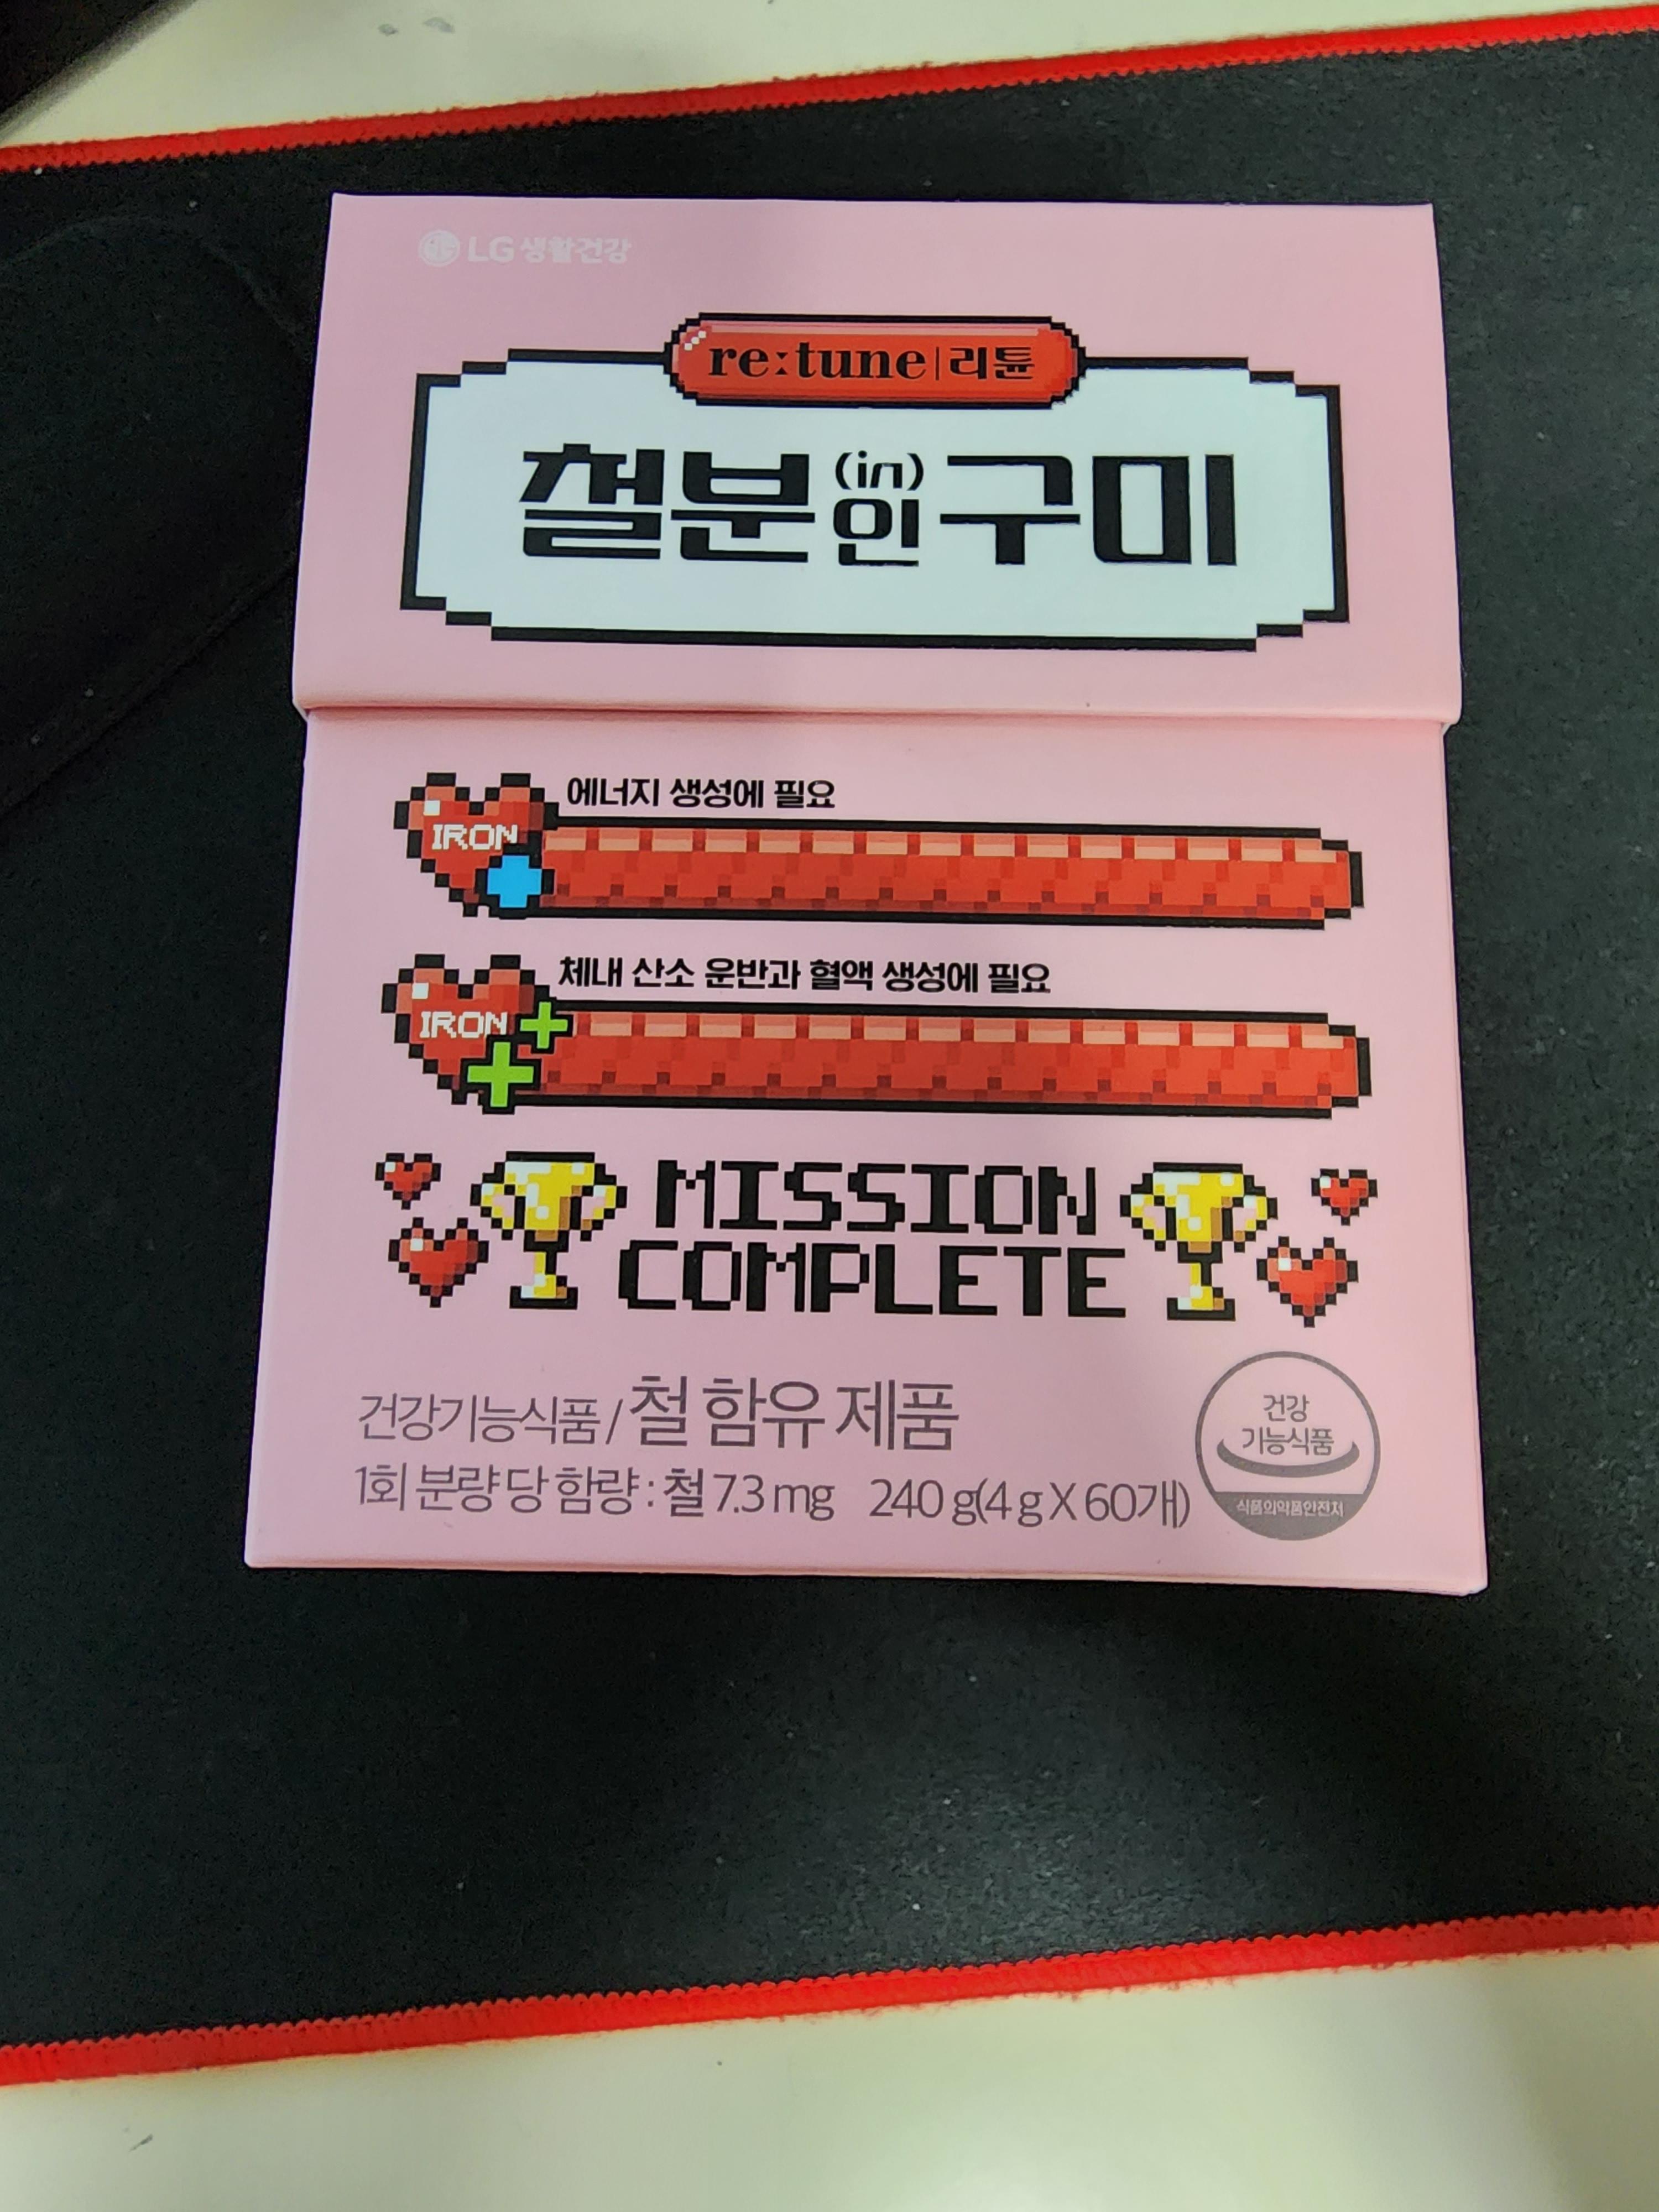 LG 생활건강
re:tune|리튠
철분 인(in) 구미
에너지 생성에 필요
IRON
체내 산소 운반과 혈액 생성에 필요
IRON
MISSION
COMPLETE
건강기능식품/철 함유 제품
1회 분량 당 함량 : 철 7.3 mg 240 g(4 g X 60개)
건강
기능식품
식품의약품안전처